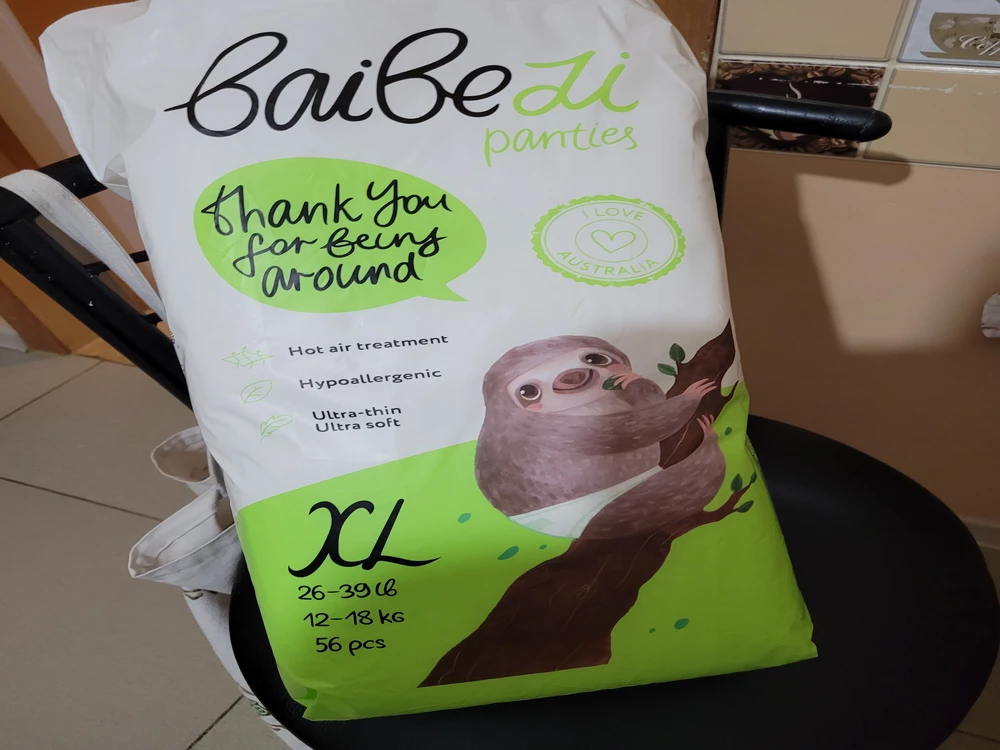 BaiBezi
panties
thank you
for being
around
I LOVE
AUSTRALIA
Hot air treatment
Hypoallergenic
Ultra-thin
Ultra soft
XL
26-39 lb
12-18 kg
56 pcs